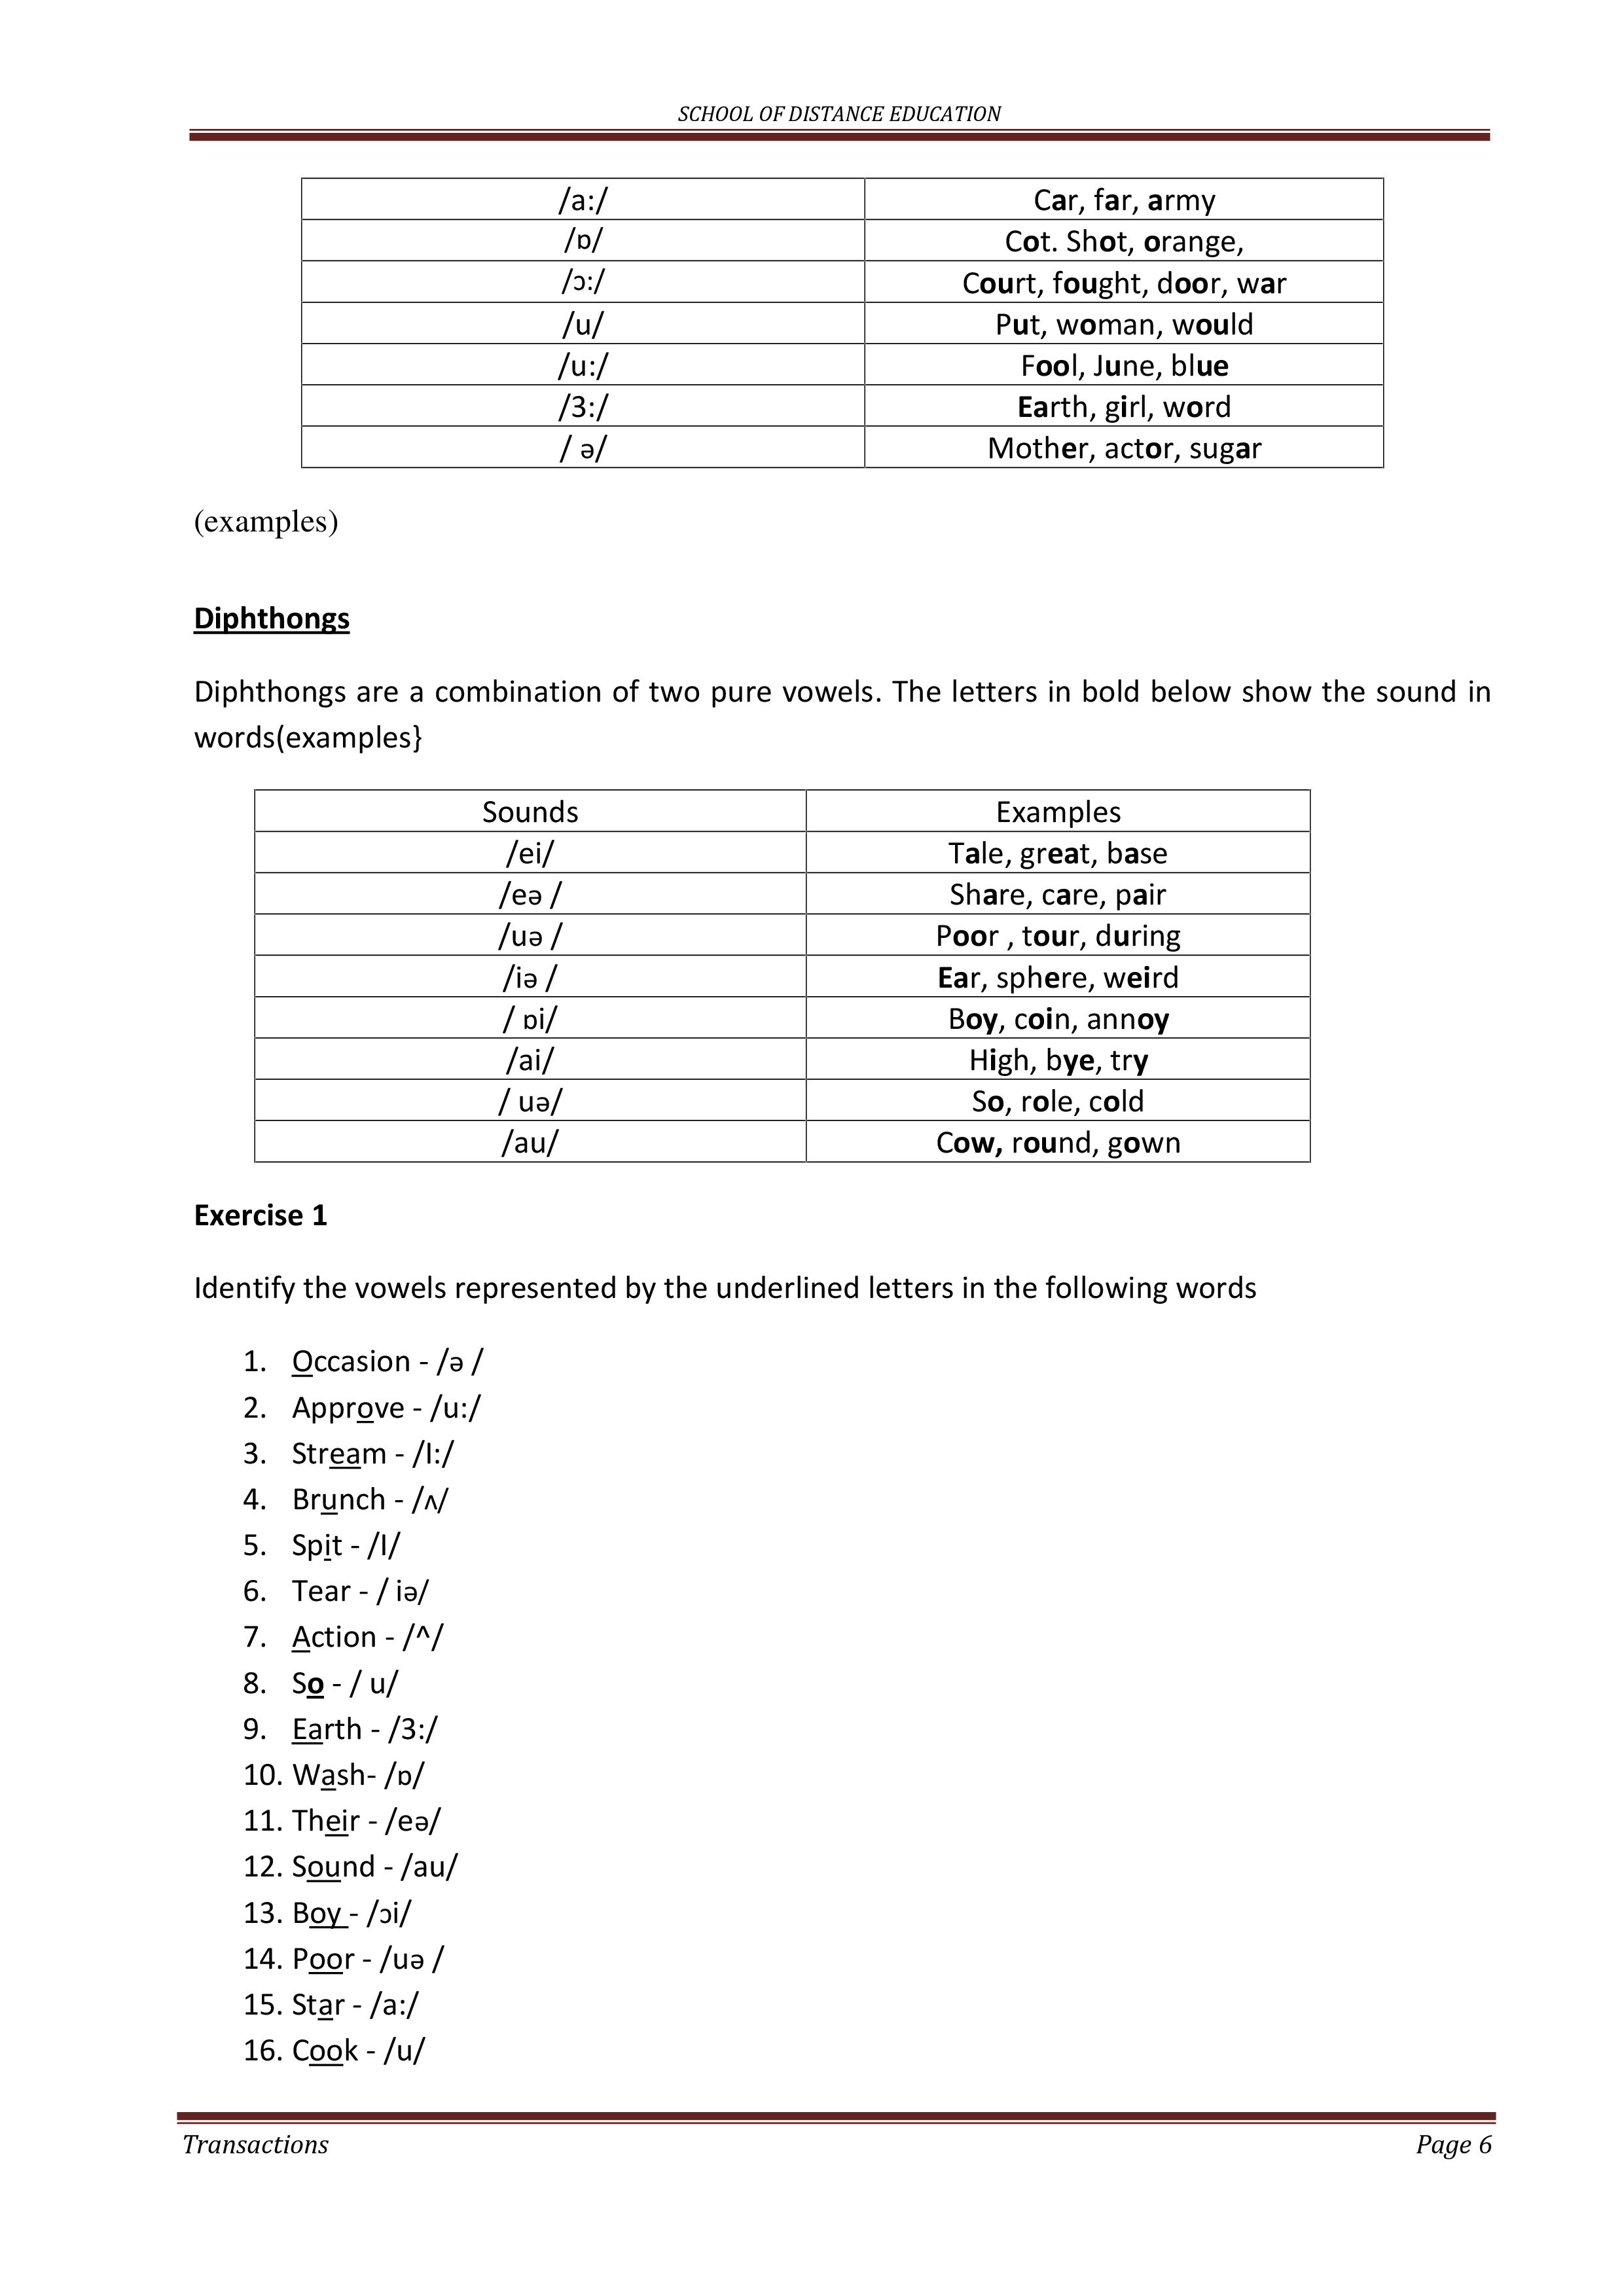 SCHOOL OF DISTANCE EDUCATION
/a:/ Car, far, army
/ɒ/ Cot. Shot, orange,
/ɔ:/ Court, fought, door, war
/u/ Put, woman, would
/u:/ Fool, June, blue
/3:/ Earth, girl, word
/ ə/ Mother, actor, sugar
(examples)
Diphthongs
Diphthongs are a combination of two pure vowels. The letters in bold below show the sound in
words(examples}
Sounds Examples
/ei/ Tale, great, base
/eə / Share, care, pair
/uə / Poor , tour, during
/iə / Ear, sphere, weird
/ ɒi/ Boy, coin, annoy
/ai/ High, bye, try
/ uə/ So, role, cold
/au/ Cow, round, gown
Exercise 1
Identify the vowels represented by the underlined letters in the following words
1. Occasion - /ə /
2. Approve - /u:/
3. Stream - /I:/
4. Brunch - /ʌ/
5. Spit - /I/
6. Tear - / iə/
7. Action - /^/
8. So - / u/
9. Earth - /3:/
10. Wash- /ɒ/
11. Their - /eə/
12. Sound - /au/
13. Boy - /ɔi/
14. Poor - /uə /
15. Star - /a:/
16. Cook - /u/
Transactions Page 6